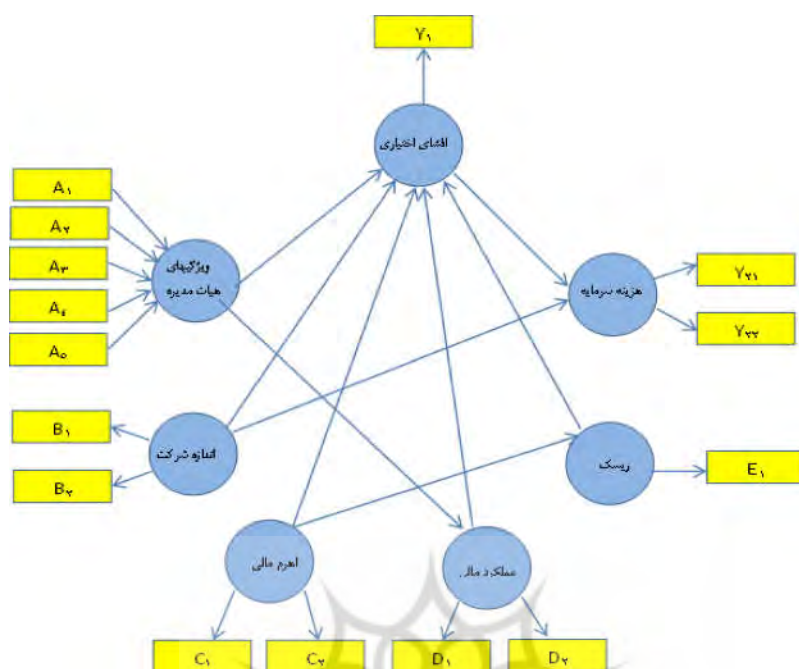 Y۱
افشای اختیاری
A۱
A۲
A۳
A٤
A۵
ویژگیهای
هیات مدیره
هزینه سرمایه
Y۲۱
Y۲۲
B۱
B۲
اندازه شرکت
ریسک
E۱
اهرم مالی
عملکرد مالی
C۱
C۲
D۱
D۲